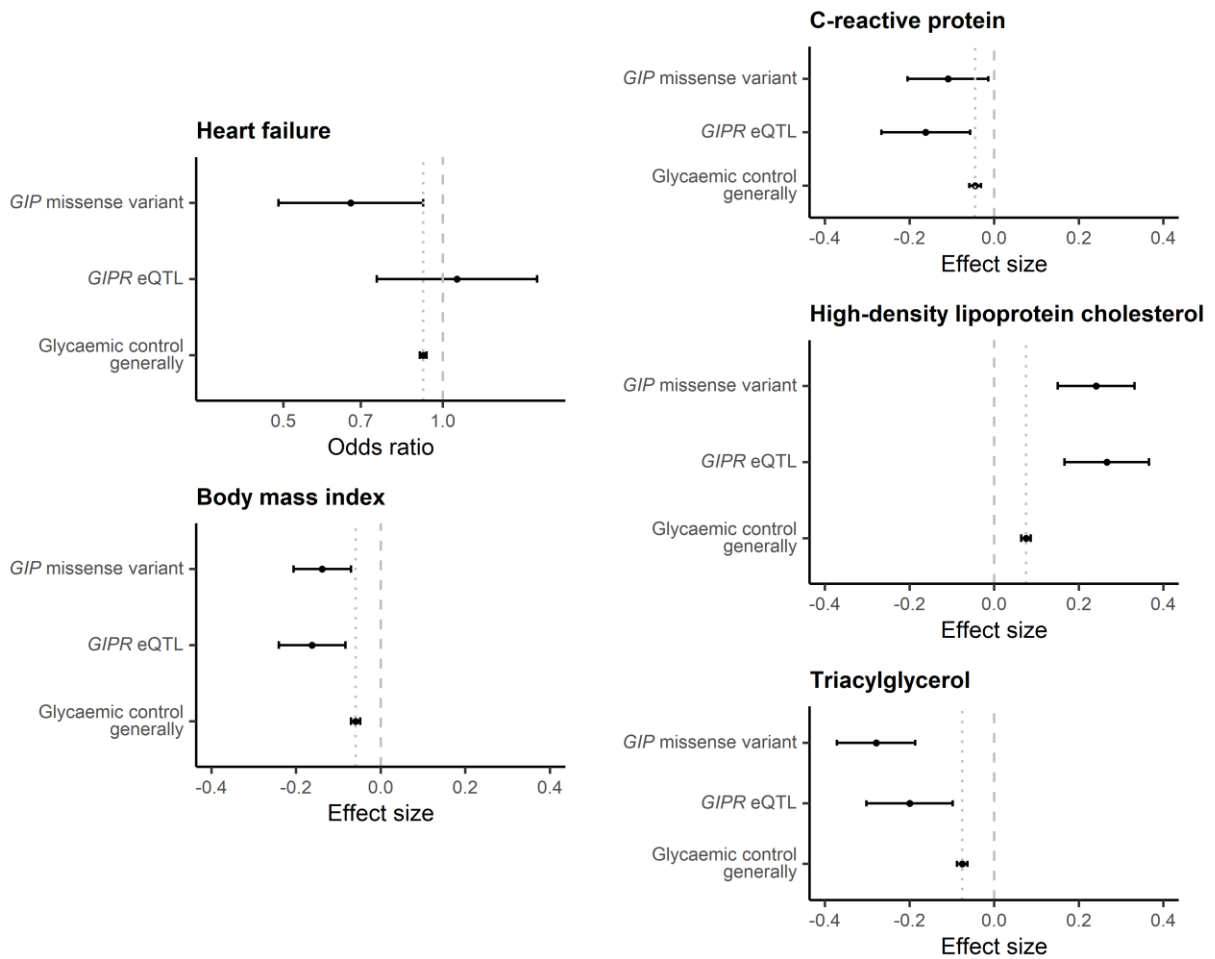 Heart failure
GIP missense variant
GIPR eQTL
Glycaemic control
generally
0.5 0.7 1.0
Odds ratio
Body mass index
GIP missense variant
GIPR eQTL
Glycaemic control
generally
-0.4 -0.2 0.0 0.2 0.4
Effect size
C-reactive protein
GIP missense variant
GIPR eQTL
Glycaemic control
generally
-0.4 -0.2 0.0 0.2 0.4
Effect size
High-density lipoprotein cholesterol
GIP missense variant
GIPR eQTL
Glycaemic control
generally
-0.4 -0.2 0.0 0.2 0.4
Effect size
Triacylglycerol
GIP missense variant
GIPR eQTL
Glycaemic control
generally
-0.4 -0.2 0.0 0.2 0.4
Effect size